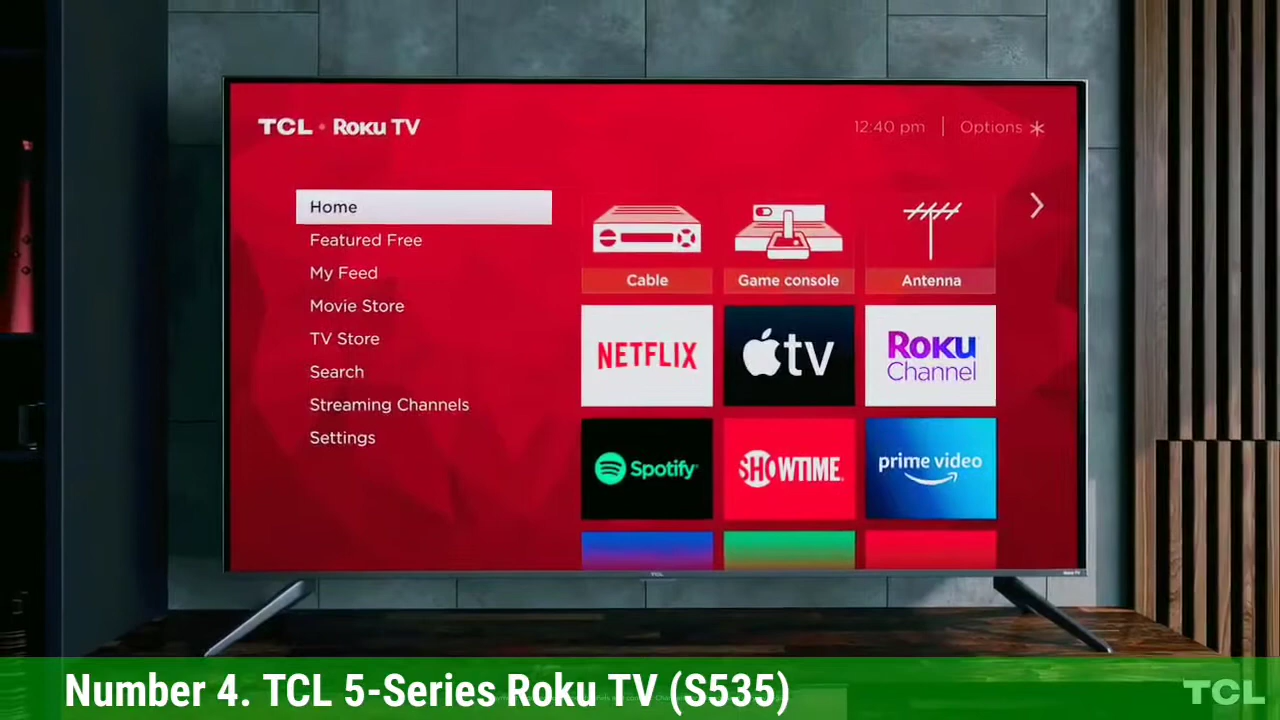 TCL • Roku TV
12:40 pm | Options
Home
Featured Free
My Feed
Movie Store
TV Store
Search
Streaming Channels
Settings
Cable
Game console
Antenna
NETFLIX
tv
Roku Channel
Spotify
SHOWTIME
prime video
TCL
Number 4. TCL 5-Series Roku TV (S535)
TCL